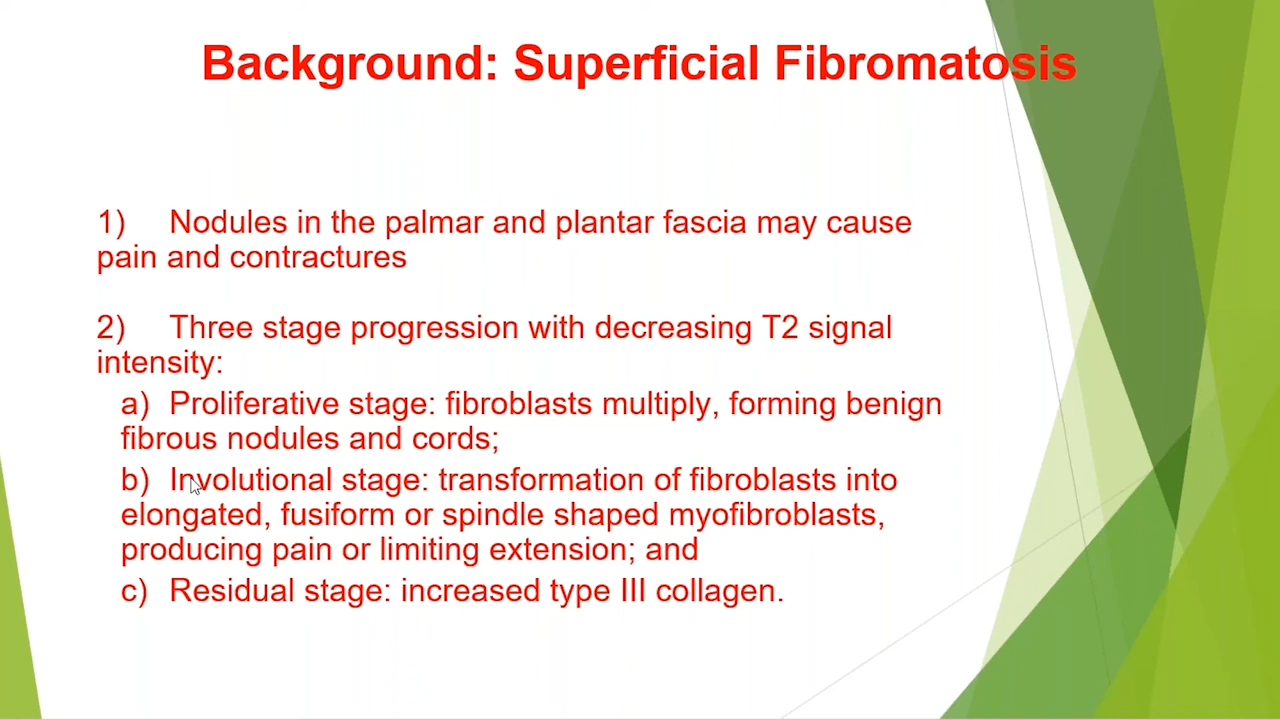 Background: Superficial Fibromatosis
1) Nodules in the palmar and plantar fascia may cause
pain and contractures
2) Three stage progression with decreasing T2 signal
intensity:
a) Proliferative stage: fibroblasts multiply, forming benign
fibrous nodules and cords;
b) Involutional stage: transformation of fibroblasts into
elongated, fusiform or spindle shaped myofibroblasts,
producing pain or limiting extension; and
c) Residual stage: increased type III collagen.